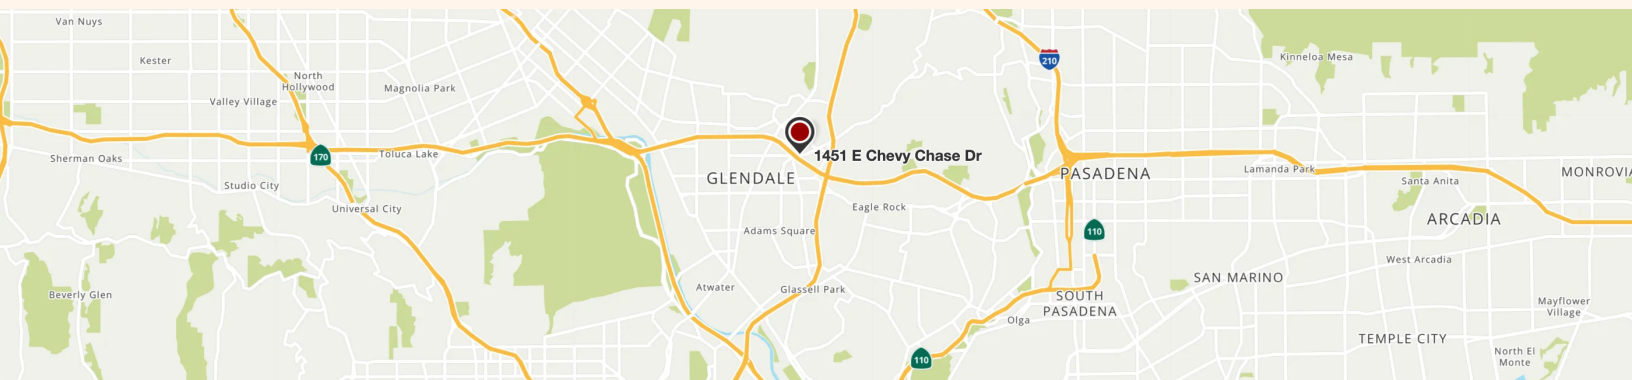 Van Nuys
Kinneloa Mesa
210
Kester
North
Hollywood
Magnolia Park
Valley Village
170
Toluca Lake
1451 E Chevy Chase Dr
Sherman Oaks
GLENDALE
PASADENA
Lamanda Park
Santa Anita
MONROVIA
Studio City
Universal City
Eagle Rock
ARCADIA
Adams Square
110
West Arcadia
SAN MARINO
Beverly Glen
Atwater
Glassell Park
SOUTH
PASADENA
Mayflower
Village
Olga
TEMPLE CITY
110
North El
Monte